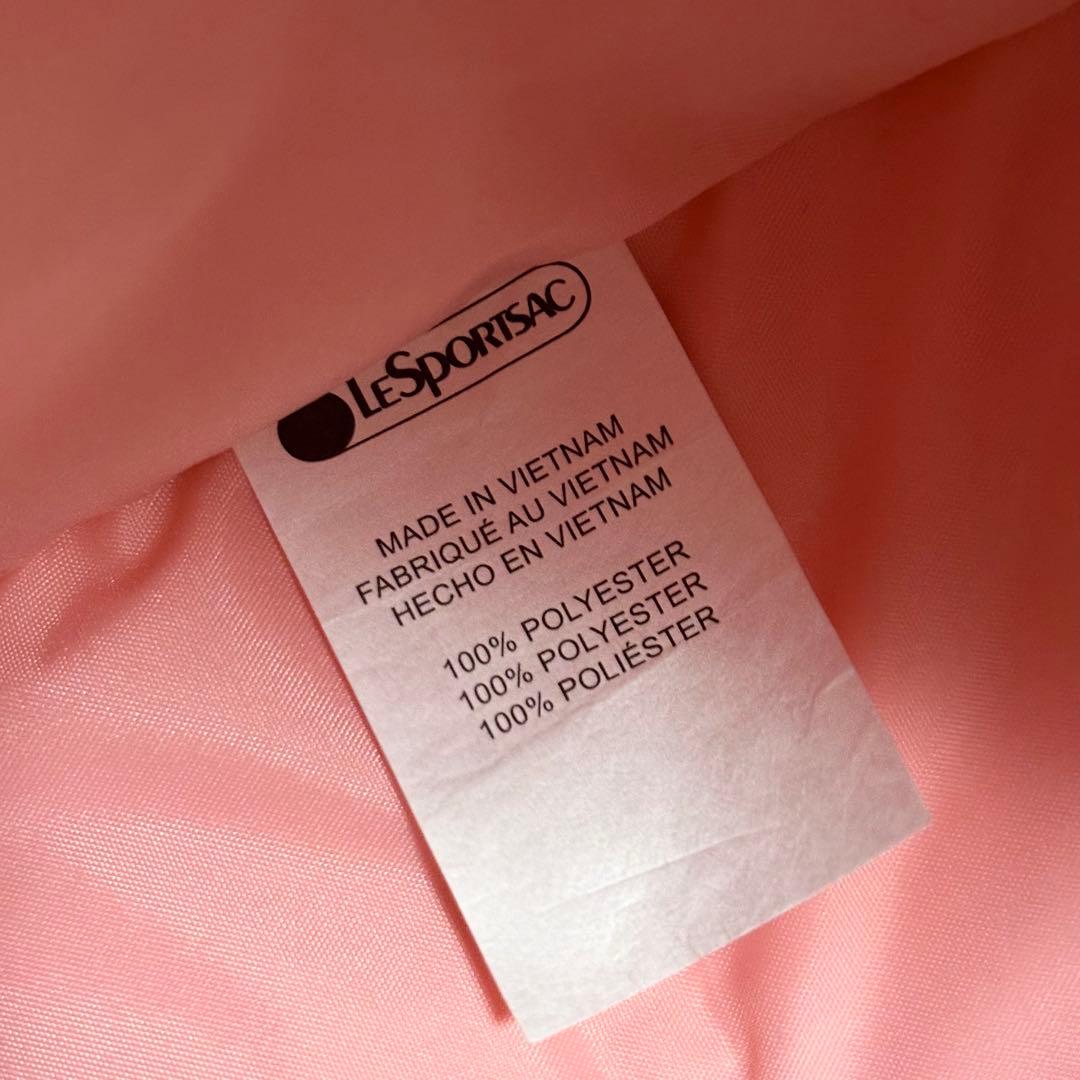 LeSportsac
MADE IN VIETNAM
FABRIQUÉ AU VIETNAM
HECHO EN VIETNAM
100% POLYESTER
100% POLYESTER
100% POLIÉSTER